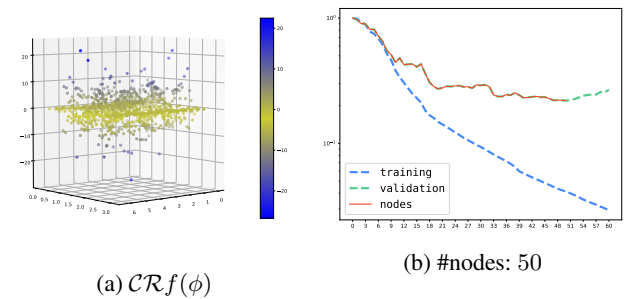 20
10
0
−10
−20
0.0 0.5 1.0 1.5 2.0 2.5 3.0
6 5 4 3 2 1 0
20
10
0
−10
−20
(a) 𝒞ℛf(ϕ)
10⁰
10⁻¹
training
validation
nodes
0 3 6 9 12 15 18 21 24 27 30 33 36 39 42 45 48 51 54 57 60
(b) #nodes: 50